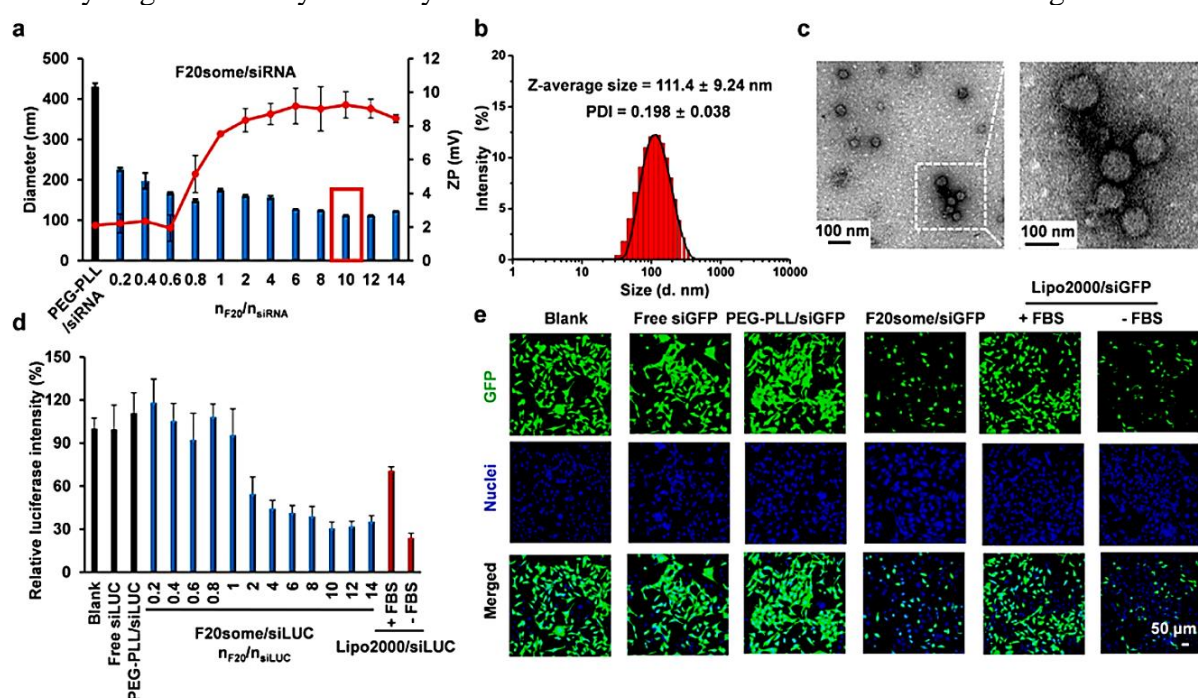 a
F20some/siRNA
Diameter (nm)
500
400
300
200
100
0
12
10
8
6
4
2
0
ZP (mV)
PEG-PLL
/siRNA
0.2 0.4 0.6 0.8 1 2 4 6 8 10 12 14
nF20/nsiRNA
b
Z-average size = 111.4 ± 9.24 nm
PDI = 0.198 ± 0.038
Intensity (%)
20
15
10
5
0
1 10 100 1000 10000
Size (d. nm)
c
100 nm
100 nm
d
Relative luciferase intensity (%)
150
120
90
60
30
0
Blank
Free siLUC
PEG-PLL/siLUC
0.2 0.4 0.6 0.8 1 2 4 6 8 10 12 14
+ FBS
- FBS
F20some/siLUC
nF20/nsiLUC
Lipo2000/siLUC
e
Lipo2000/siGFP
Blank Free siGFP PEG-PLL/siGFP F20some/siGFP + FBS - FBS
GFP
Nuclei
Merged
50 µm